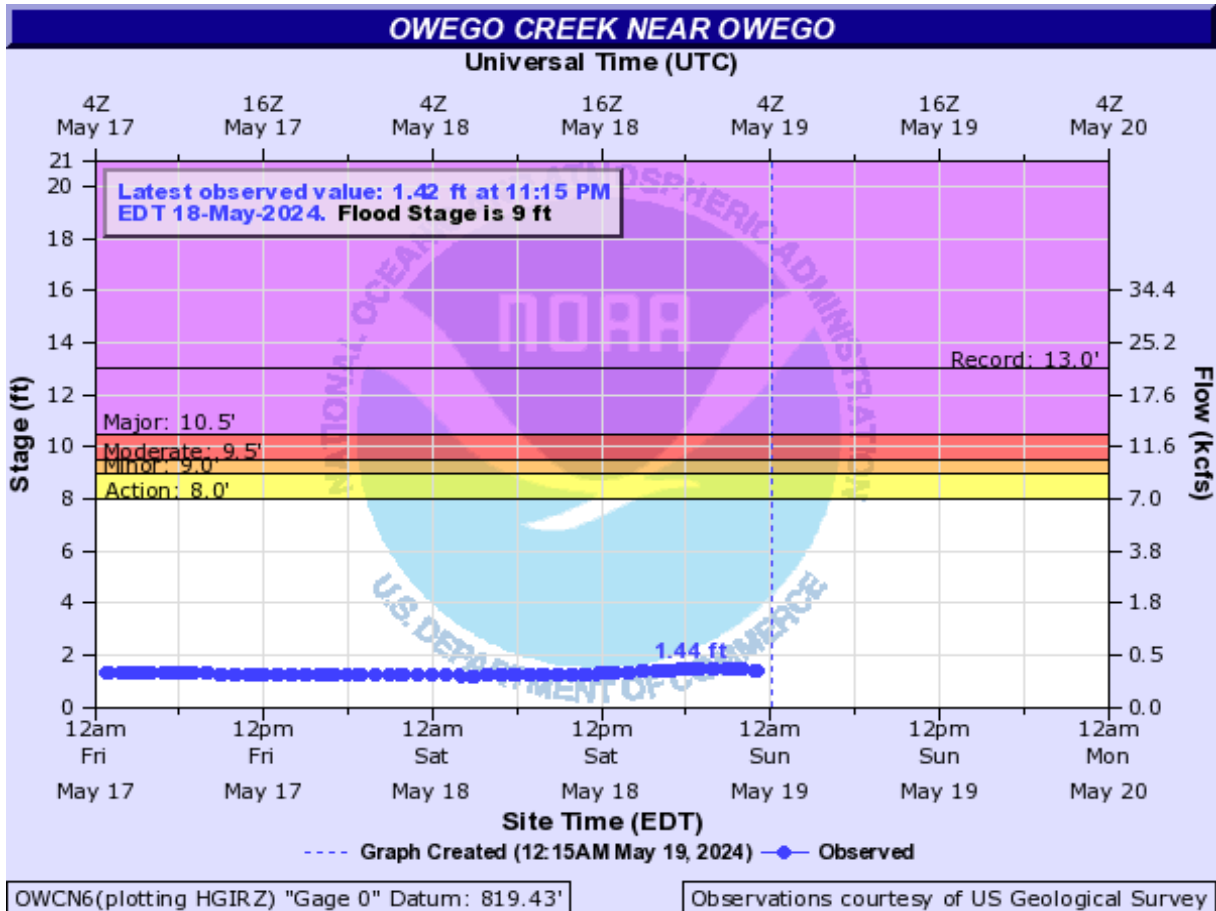 OWEGO CREEK NEAR OWEGO
Universal Time (UTC)
4Z 16Z 4Z 16Z 4Z 16Z 4Z
May 17 May 17 May 18 May 18 May 19 May 19 May 20
Latest observed value: 1.42 ft at 11:15 PM
EDT 18-May-2024. Flood Stage is 9 ft
NATIONAL OCEANIC AND ATMOSPHERIC ADMINISTRATION
NOAA
U.S. DEPARTMENT OF COMMERCE
Stage (ft)
21
20
18
16
14
12
10
8
6
4
2
0
Record: 13.0'
Major: 10.5'
Moderate: 9.5'
Minor: 9.0'
Action: 8.0'
1.44 ft
Flow (kcfs)
34.4
25.2
17.6
11.6
7.0
3.8
1.8
0.5
0.0
12am 12pm 12am 12pm 12am 12pm 12am
Fri Fri Sat Sat Sun Sun Mon
May 17 May 17 May 18 May 18 May 19 May 19 May 20
Site Time (EDT)
Graph Created (12:15AM May 19, 2024) Observed
OWCN6(plotting HGIRZ) "Gage 0" Datum: 819.43'
Observations courtesy of US Geological Survey